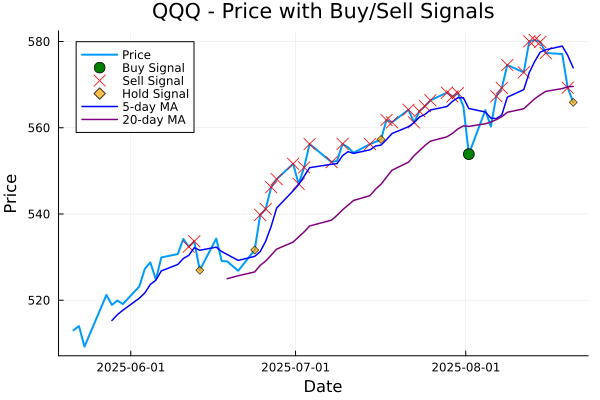 QQQ - Price with Buy/Sell Signals
Price
Buy Signal
Sell Signal
Hold Signal
5-day MA
20-day MA
580
560
540
520
Price
2025-06-01
2025-07-01
2025-08-01
Date